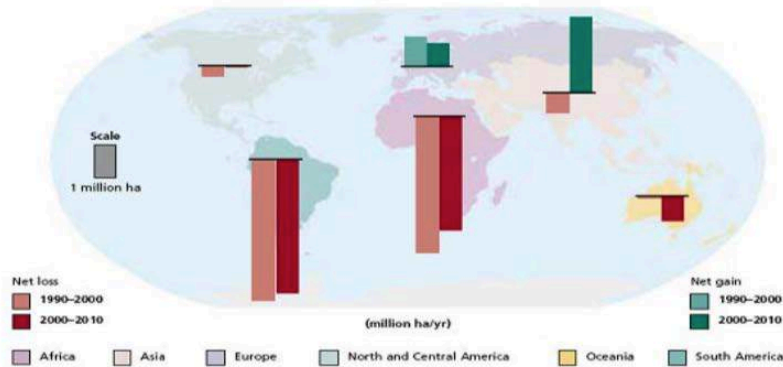 Scale
1 million ha
Net loss
1990–2000
2000–2010
(million ha/yr)
Net gain
1990–2000
2000–2010
Africa
Asia
Europe
North and Central America
Oceania
South America